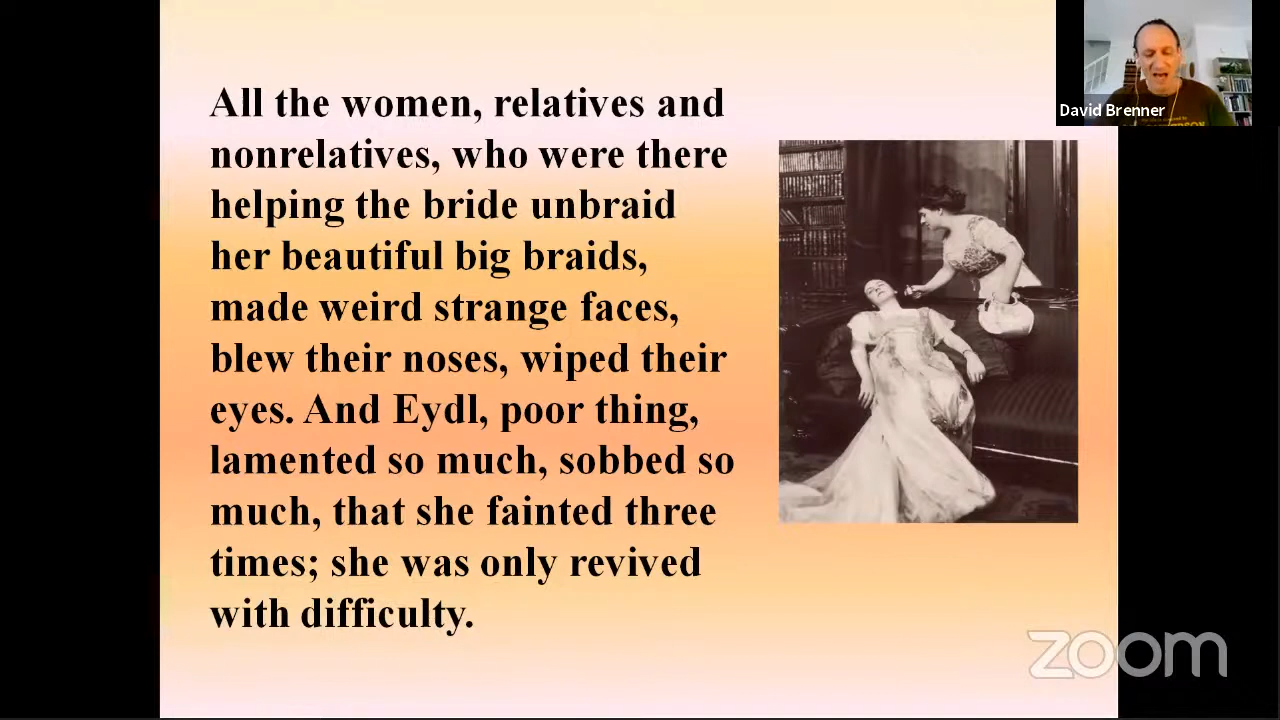 All the women, relatives and
nonrelatives, who were there
helping the bride unbraid
her beautiful big braids,
made weird strange faces,
blew their noses, wiped their
eyes. And Eydl, poor thing,
lamented so much, sobbed so
much, that she fainted three
times; she was only revived
with difficulty.
David Brenner
zoom